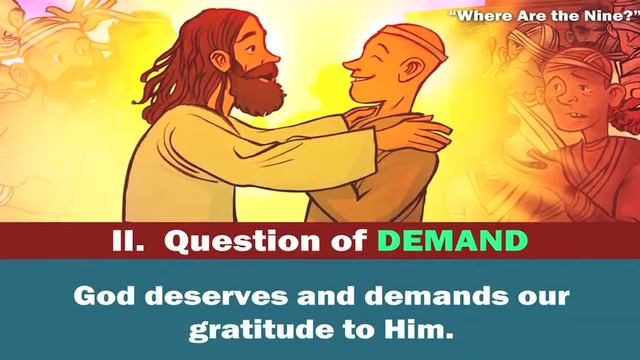 “Where Are the Nine?”
II. Question of DEMAND
God deserves and demands our
gratitude to Him.